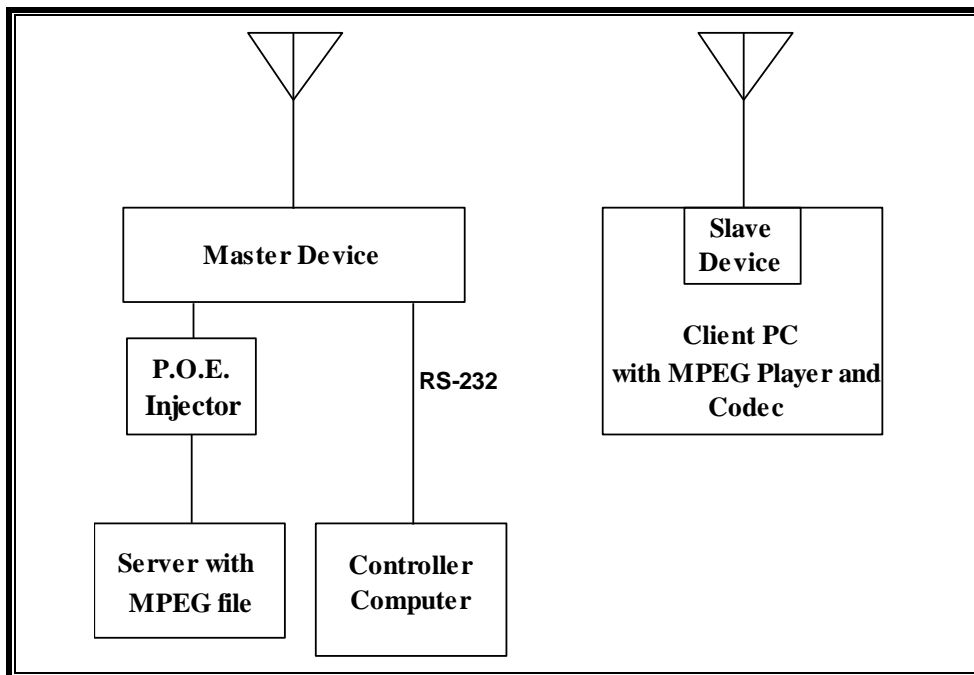 Master Device
Slave
Device
Client PC
with MPEG Player and
Codec
P.O.E.
Injector
RS-232
Server with
MPEG file
Controller
Computer